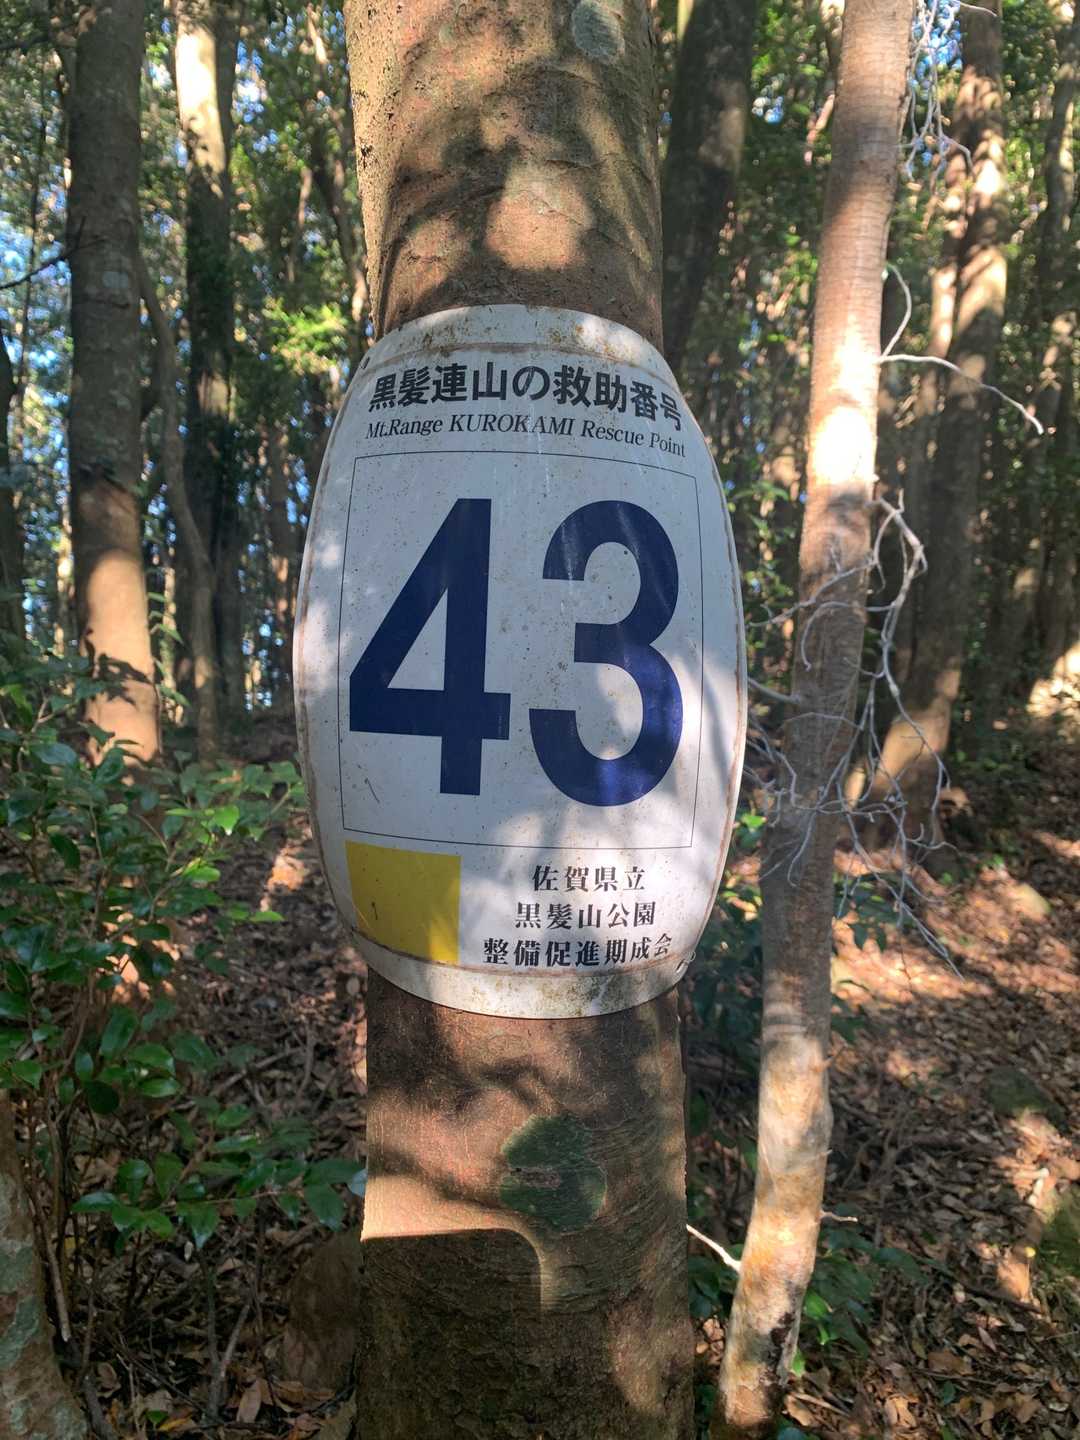 黒髪連山の救助番号
Mt.Range KUROKAMI Rescue Point
43
佐賀県立
黒髪山公園
整備促進期成会